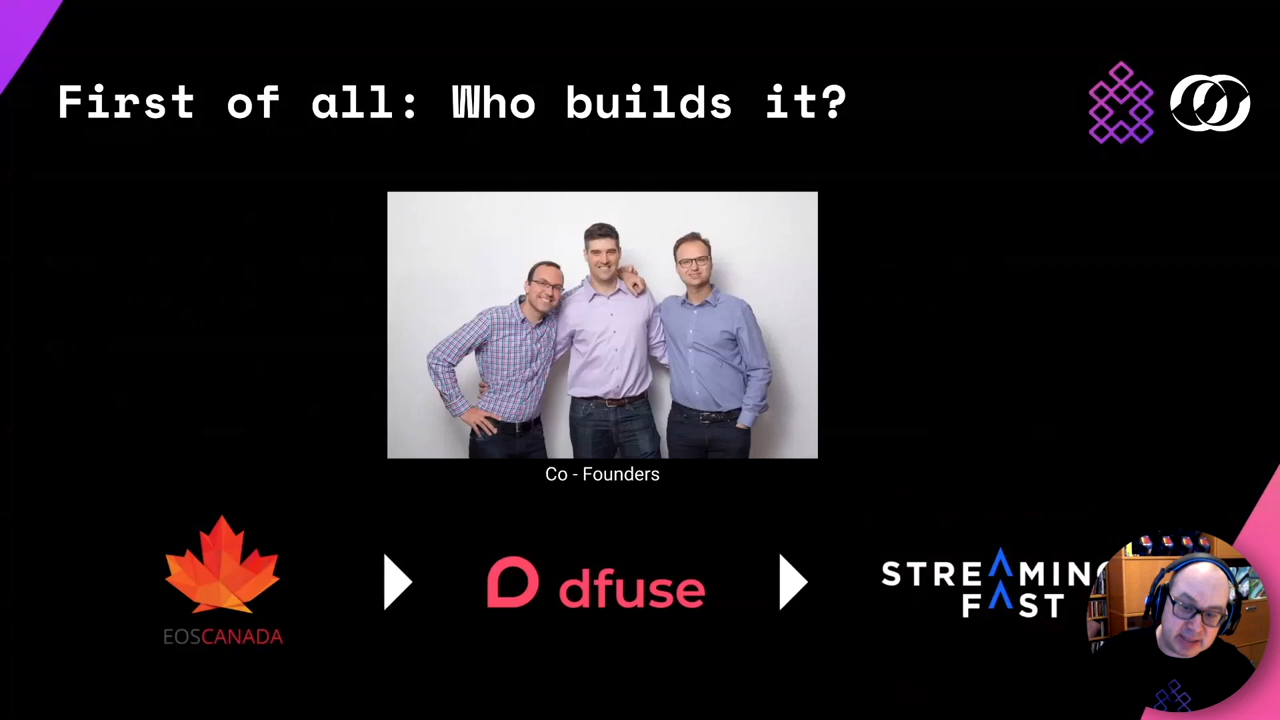 First of all: Who builds it?
Co - Founders
EOSCANADA
dfuse
STREAMING
FAST